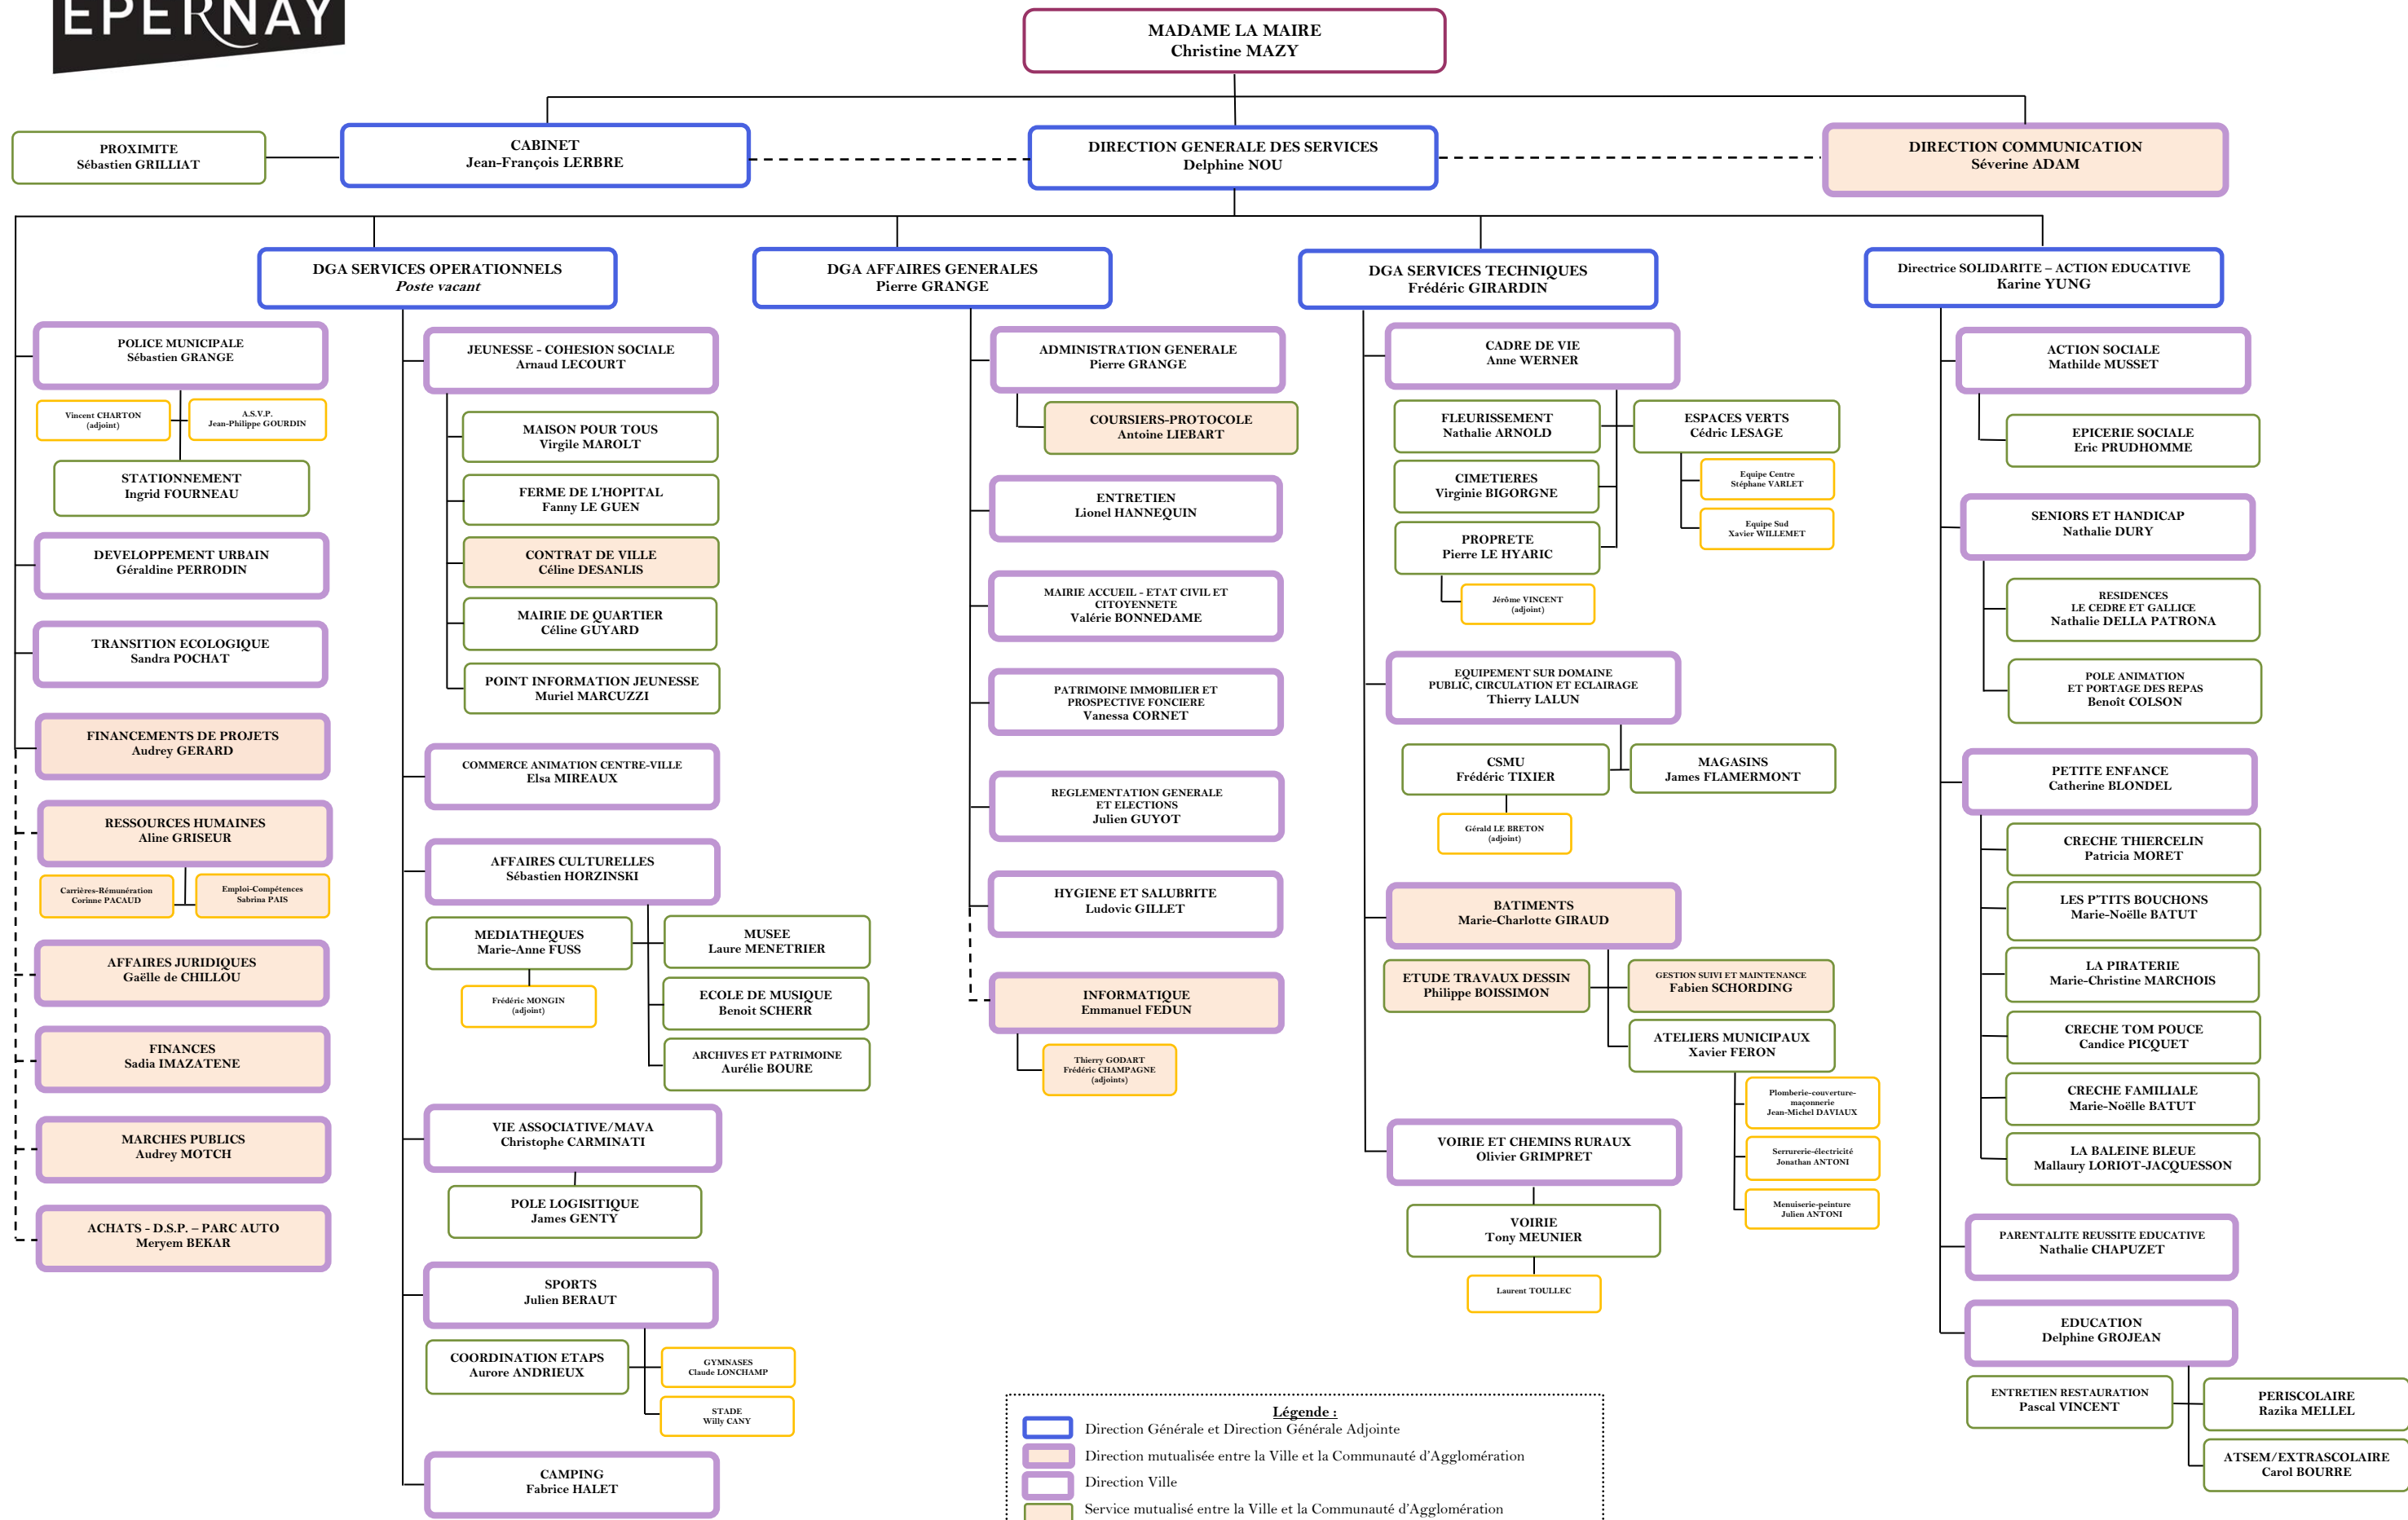 EPERNAY
MADAME LA MAIRE
Christine MAZY
PROXIMITE
Sébastien GRILLIAT
CABINET
Jean-François LERBRE
DIRECTION GENERALE DES SERVICES
Delphine NOU
DIRECTION COMMUNICATION
Séverine ADAM
DGA SERVICES OPERATIONNELS
Poste vacant
DGA AFFAIRES GENERALES
Pierre GRANGE
DGA SERVICES TECHNIQUES
Frédéric GIRARDIN
Directrice SOLIDARITE – ACTION EDUCATIVE
Karine YUNG
POLICE MUNICIPALE
Sébastien GRANGE
Vincent CHARTON
(adjoint)
A.S.V.P.
Jean-Philippe GOURDIN
STATIONNEMENT
Ingrid FOURNEAU
DEVELOPPEMENT URBAIN
Géraldine PERRODIN
TRANSITION ECOLOGIQUE
Sandra POCHAT
FINANCEMENTS DE PROJETS
Audrey GERARD
RESSOURCES HUMAINES
Aline GRISEUR
Carrières-Rémunération
Corinne PACAUD
Emploi-Compétences
Sabrina PAIS
AFFAIRES JURIDIQUES
Gaëlle de CHILLOU
FINANCES
Sadia IMAZATENE
MARCHES PUBLICS
Audrey MOTCH
ACHATS - D.S.P. – PARC AUTO
Meryem BEKAR
JEUNESSE - COHESION SOCIALE
Arnaud LECOURT
MAISON POUR TOUS
Virgile MAROLT
FERME DE L'HOPITAL
Fanny LE GUEN
CONTRAT DE VILLE
Céline DESANLIS
MAIRIE DE QUARTIER
Céline GUYARD
POINT INFORMATION JEUNESSE
Muriel MARCUZZI
COMMERCE ANIMATION CENTRE-VILLE
Elsa MIREAUX
AFFAIRES CULTURELLES
Sébastien HORZINSKI
MEDIATHEQUES
Marie-Anne FUSS
Frédéric MONGIN
(adjoint)
MUSEE
Laure MENETRIER
ECOLE DE MUSIQUE
Benoit SCHERR
ARCHIVES ET PATRIMOINE
Aurélie BOURE
VIE ASSOCIATIVE/MAVA
Christophe CARMINATI
POLE LOGISITIQUE
James GENTY
SPORTS
Julien BERAUT
COORDINATION ETAPS
Aurore ANDRIEUX
GYMNASES
Claude LONCHAMP
STADE
Willy CANY
CAMPING
Fabrice HALET
ADMINISTRATION GENERALE
Pierre GRANGE
COURSIERS-PROTOCOLE
Antoine LIEBART
ENTRETIEN
Lionel HANNEQUIN
MAIRIE ACCUEIL - ETAT CIVIL ET
CITOYENNETE
Valérie BONNEDAME
PATRIMOINE IMMOBILIER ET
PROSPECTIVE FONCIERE
Vanessa CORNET
REGLEMENTATION GENERALE
ET ELECTIONS
Julien GUYOT
HYGIENE ET SALUBRITE
Ludovic GILLET
INFORMATIQUE
Emmanuel FEDUN
Thierry GODART
Frédéric CHAMPAGNE
(adjoints)
CADRE DE VIE
Anne WERNER
FLEURISSEMENT
Nathalie ARNOLD
ESPACES VERTS
Cédric LESAGE
CIMETIERES
Virginie BIGORGNE
Equipe Centre
Stéphane VARLET
Equipe Sud
Xavier WILLEMET
PROPRETE
Pierre LE HYARIC
Jérôme VINCENT
(adjoint)
EQUIPEMENT SUR DOMAINE
PUBLIC, CIRCULATION ET ECLAIRAGE
Thierry LALUN
CSMU
Frédéric TIXIER
MAGASINS
James FLAMERMONT
Gérald LE BRETON
(adjoint)
BATIMENTS
Marie-Charlotte GIRAUD
ETUDE TRAVAUX DESSIN
Philippe BOISSIMON
GESTION SUIVI ET MAINTENANCE
Fabien SCHORDING
ATELIERS MUNICIPAUX
Xavier FERON
Plomberie-couverture-
maçonnerie
Jean-Michel DAVIAUX
Serrurerie-électricité
Jonathan ANTONI
Menuiserie-peinture
Julien ANTONI
VOIRIE ET CHEMINS RURAUX
Olivier GRIMPRET
VOIRIE
Tony MEUNIER
Laurent TOULLEC
ACTION SOCIALE
Mathilde MUSSET
EPICERIE SOCIALE
Eric PRUDHOMME
SENIORS ET HANDICAP
Nathalie DURY
RESIDENCES
LE CEDRE ET GALLICE
Nathalie DELLA PATRONA
POLE ANIMATION
ET PORTAGE DES REPAS
Benoît COLSON
PETITE ENFANCE
Catherine BLONDEL
CRECHE THIERCELIN
Patricia MORET
LES P'TITS BOUCHONS
Marie-Noëlle BATUT
LA PIRATERIE
Marie-Christine MARCHOIS
CRECHE TOM POUCE
Candice PICQUET
CRECHE FAMILIALE
Marie-Noëlle BATUT
LA BALEINE BLEUE
Mallaury LORIOT-JACQUESSON
PARENTALITE REUSSITE EDUCATIVE
Nathalie CHAPUZET
EDUCATION
Delphine GROJEAN
ENTRETIEN RESTAURATION
Pascal VINCENT
PERISCOLAIRE
Razika MELLEL
ATSEM/EXTRASCOLAIRE
Carol BOURRE
Légende :
Direction Générale et Direction Générale Adjointe
Direction mutualisée entre la Ville et la Communauté d'Agglomération
Direction Ville
Service mutualisé entre la Ville et la Communauté d'Agglomération